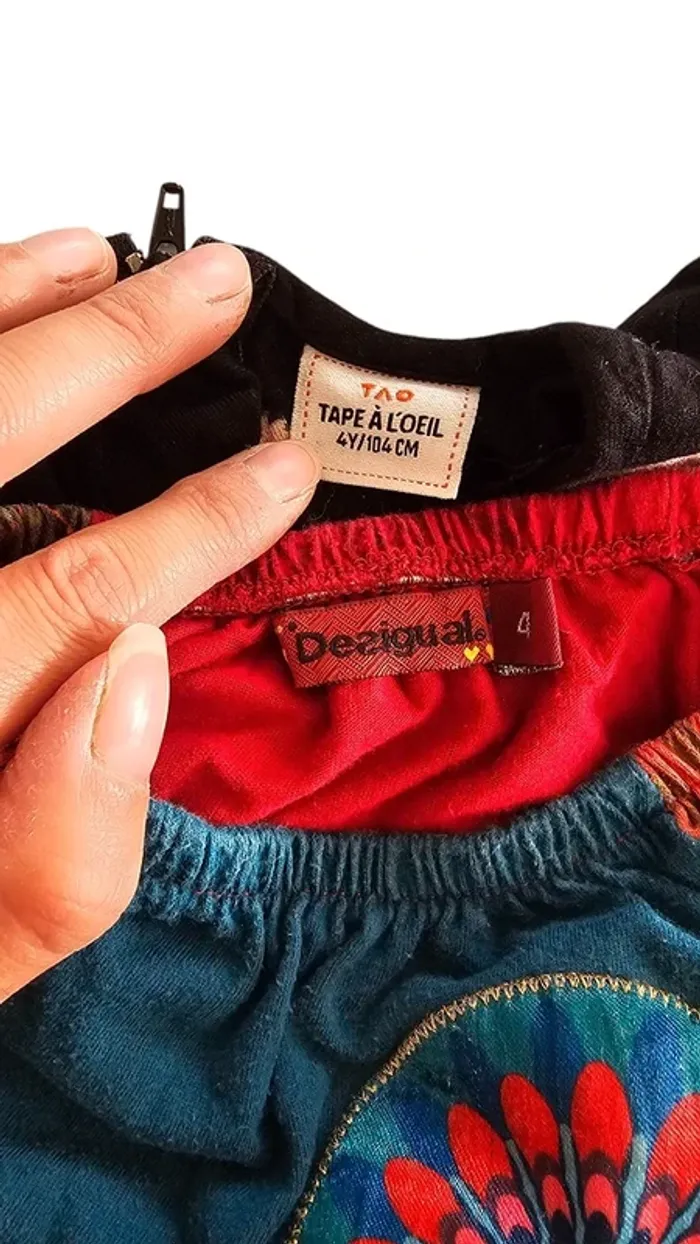 TAO
TAPE À L'OEIL
4Y/104 CM
Desigual.
4